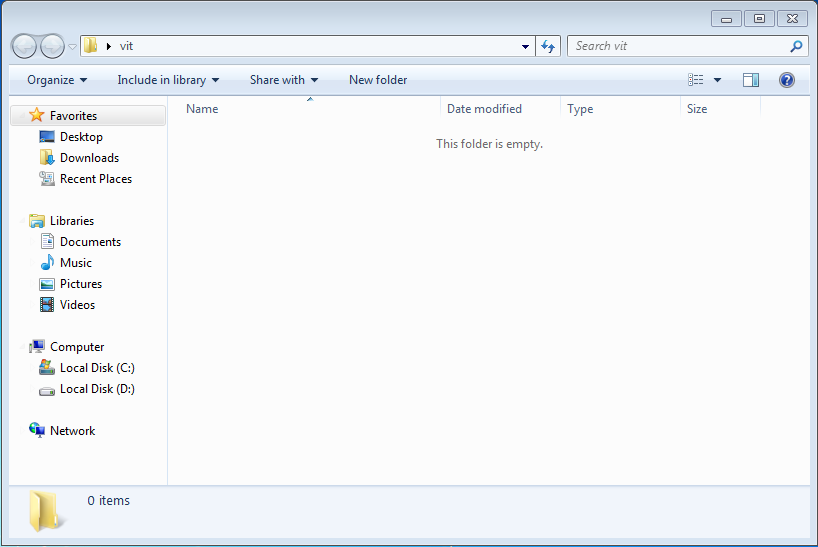 vit
Search vit
Organize Include in library Share with New folder
Name Date modified Type Size
This folder is empty.
Favorites
Desktop
Downloads
Recent Places
Libraries
Documents
Music
Pictures
Videos
Computer
Local Disk (C:)
Local Disk (D:)
Network
0 items